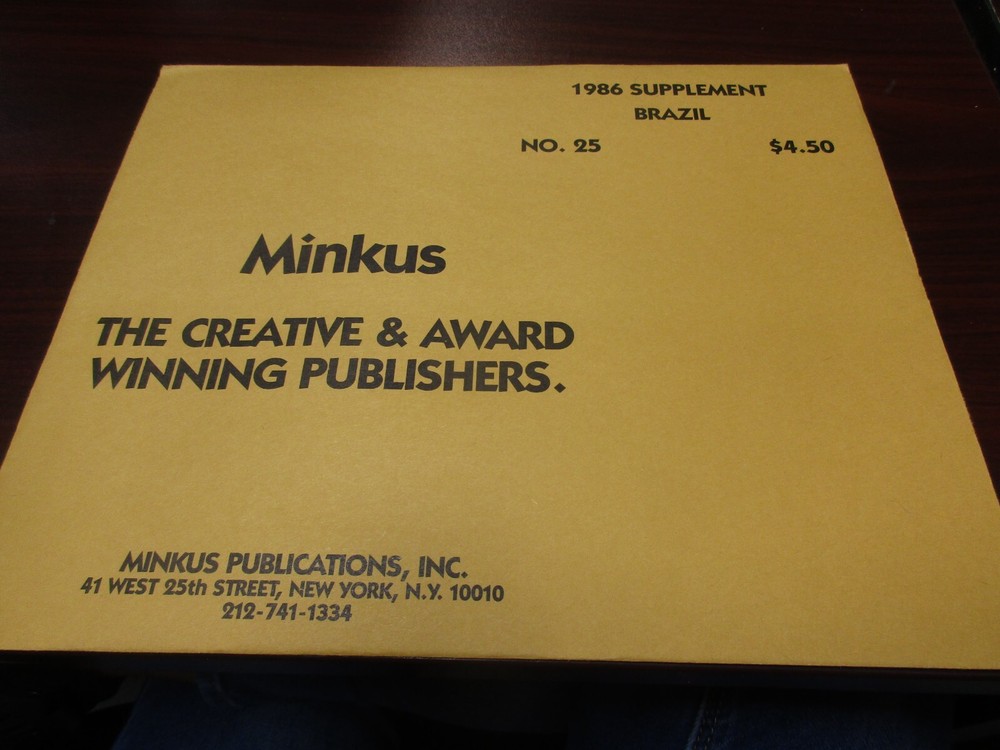 1986 SUPPLEMENT
BRAZIL
NO. 25 $4.50
Minkus
THE CREATIVE & AWARD
WINNING PUBLISHERS.
MINKUS PUBLICATIONS, INC.
41 WEST 25th STREET, NEW YORK, N.Y. 10010
212-741-1334